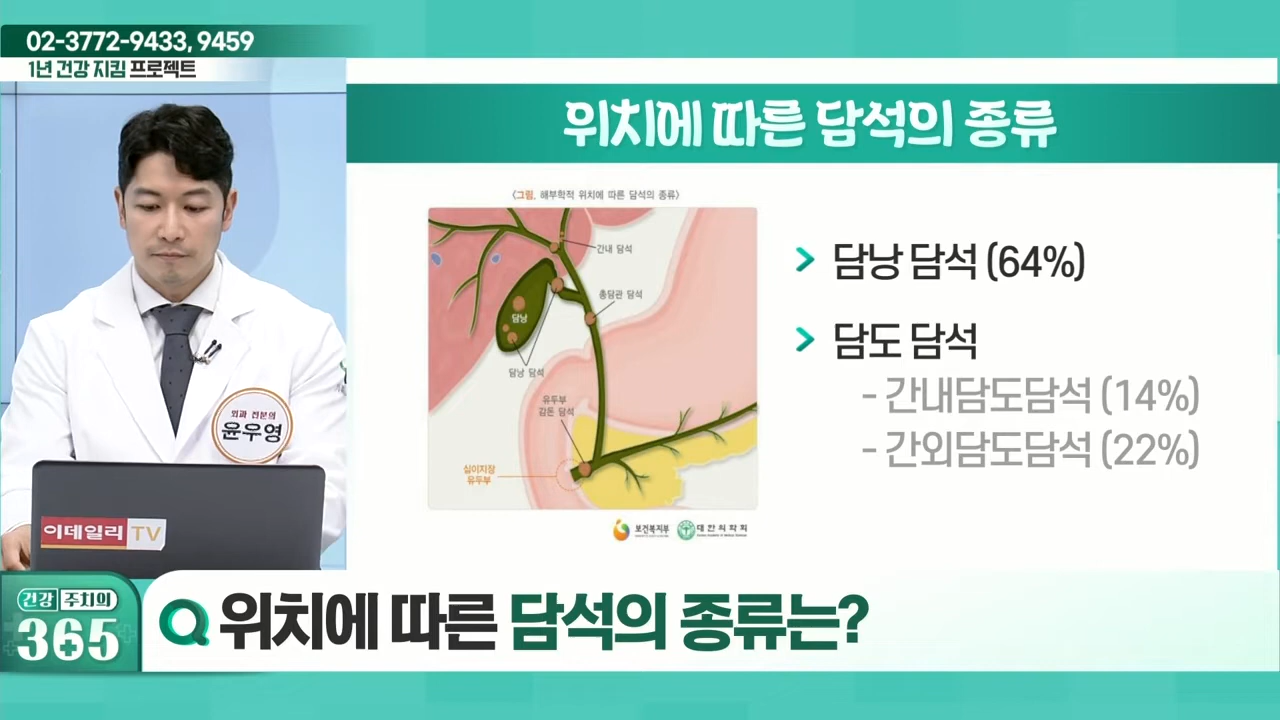 02-3772-9433, 9459
1년 건강 지킴 프로젝트
위치에 따른 담석의 종류
<그림. 해부학적 위치에 따른 담석의 종류>
간내 담석
총담관 담석
담낭
담낭 담석
유두부
감돈 담석
십이지장
유두부
보건복지부
대한의학회
담낭 담석 (64%)
담도 담석
- 간내담도담석 (14%)
- 간외담도담석 (22%)
외과 전문의
윤우영
이데일리 TV
건강 주치의
365
Q 위치에 따른 담석의 종류는?